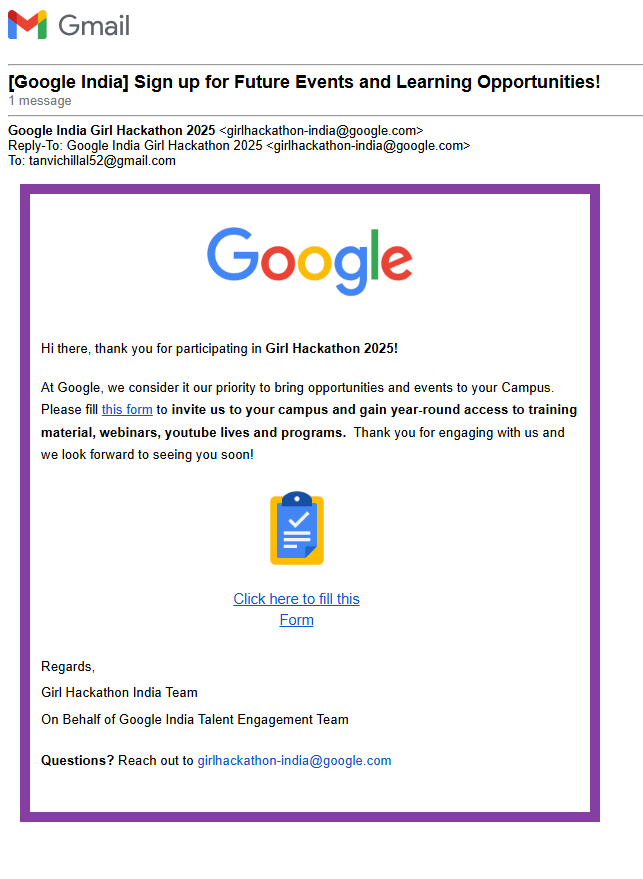 Gmail
[Google India] Sign up for Future Events and Learning Opportunities!
1 message
Google India Girl Hackathon 2025 <girlhackathon-india@google.com>
Reply-To: Google India Girl Hackathon 2025 <girlhackathon-india@google.com>
To: tanvichillal52@gmail.com
Google
Hi there, thank you for participating in Girl Hackathon 2025!
At Google, we consider it our priority to bring opportunities and events to your Campus.
Please fill this form to invite us to your campus and gain year-round access to training
material, webinars, youtube lives and programs.  Thank you for engaging with us and
we look forward to seeing you soon!
Click here to fill this
Form
Regards,
Girl Hackathon India Team
On Behalf of Google India Talent Engagement Team
Questions? Reach out to girlhackathon-india@google.com